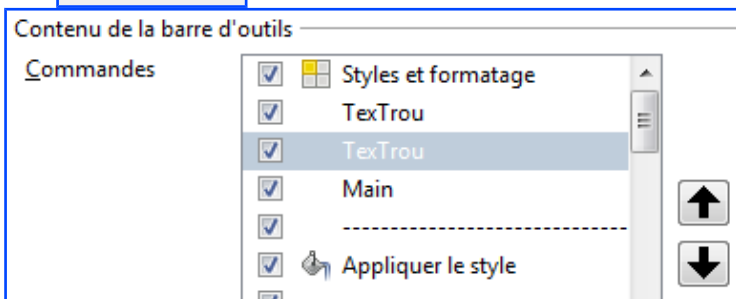 Contenu de la barre d'outils
Commandes
Styles et formatage
TexTrou
TexTrou
Main
------------------------------
Appliquer le style